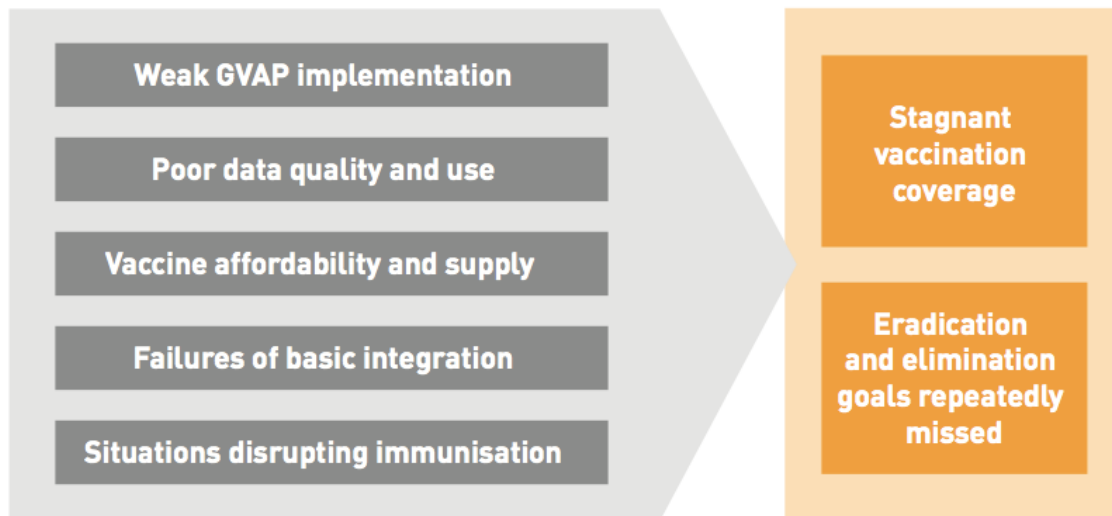 Weak GVAP implementation
Poor data quality and use
Vaccine affordability and supply
Failures of basic integration
Situations disrupting immunisation
Stagnant
vaccination
coverage
Eradication
and elimination
goals repeatedly
missed